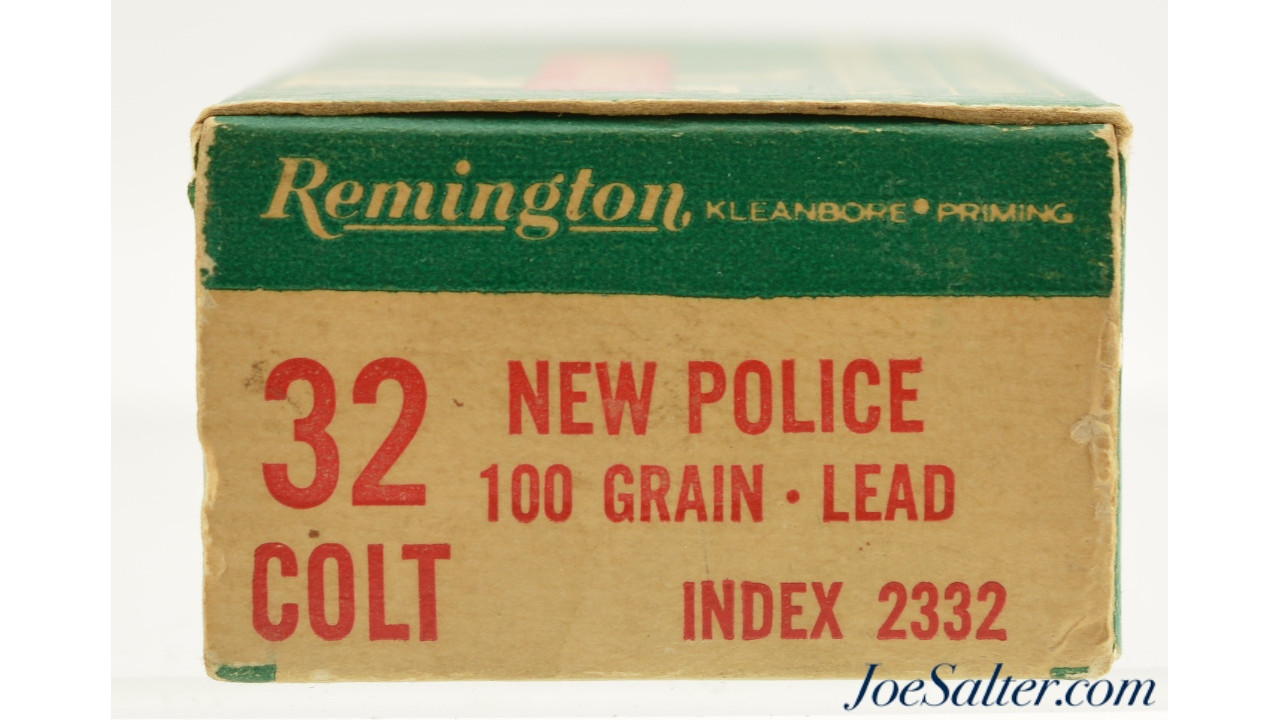 Remington, KLEANBORE • PRIMING
32 NEW POLICE
100 GRAIN • LEAD
COLT
INDEX 2332
JoeSalter.com